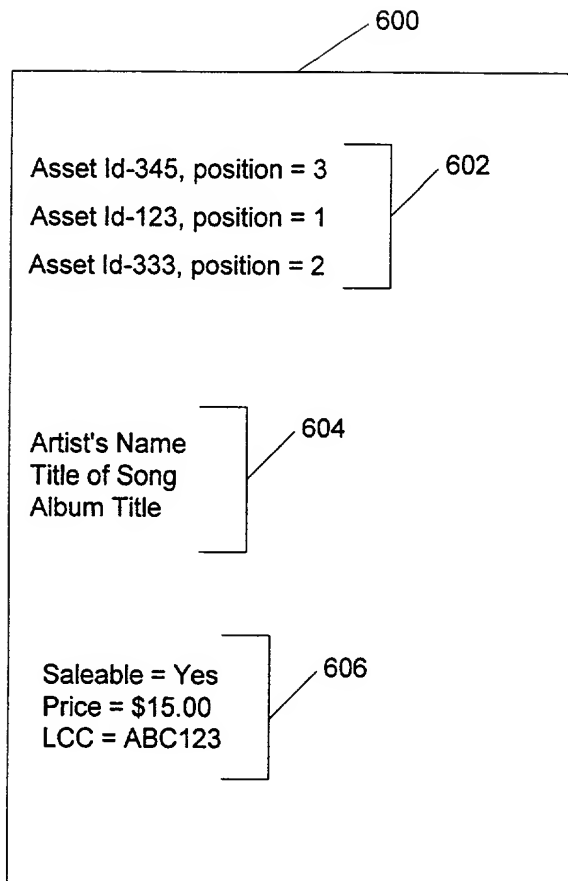 600
Asset Id-345, position = 3
602
Asset Id-123, position = 1
Asset Id-333, position = 2
604
Artist's Name
Title of Song
Album Title
606
Saleable = Yes
Price = $15.00
LCC = ABC123